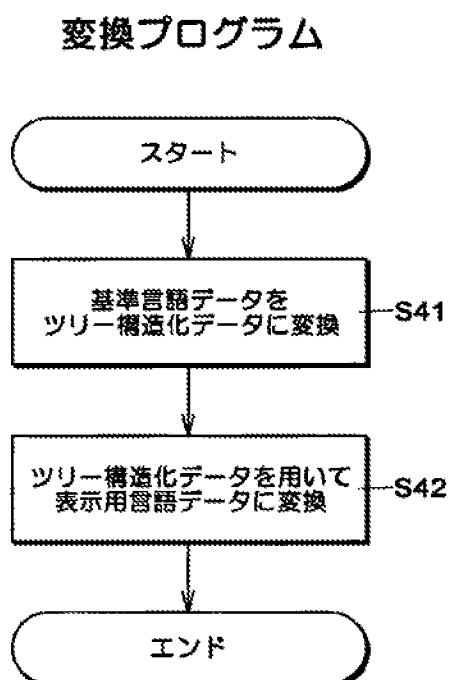 変換プログラム
スタート
基準言語データを
ツリー構造化データに変換
S41
ツリー構造化データを用いて
表示用言語データに変換
S42
エンド